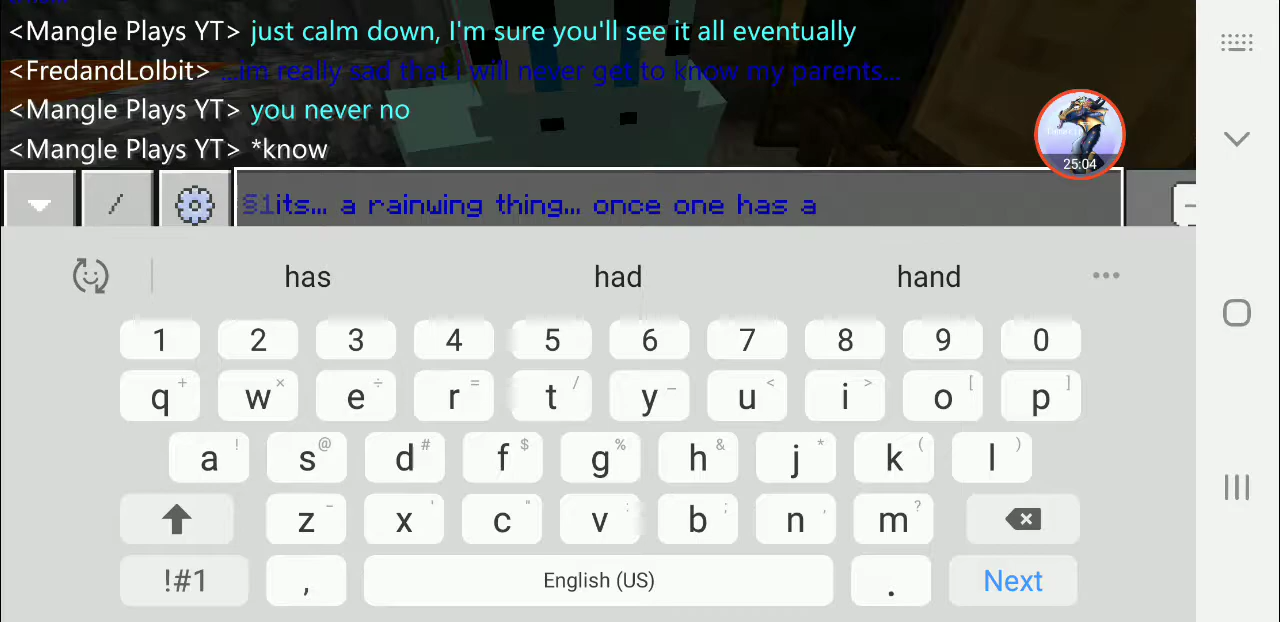 <Mangle Plays YT> just calm down, I'm sure you'll see it all eventually
<FredandLolbit> ...im really sad that i will never get to know my parents...
<Mangle Plays YT> you never no
<Mangle Plays YT> *know
25:04
/
§1its... a rainwing thing... once one has a
has had hand •••
1 2 3 4 5 6 7 8 9 0
q + w × e ÷ r = t / y _ u < i > o [ p ]
a ! s @ d # f $ g % h & j * k ( l )
z - x ' c " v : b ; n , m ?
!#1 , English (US) . Next